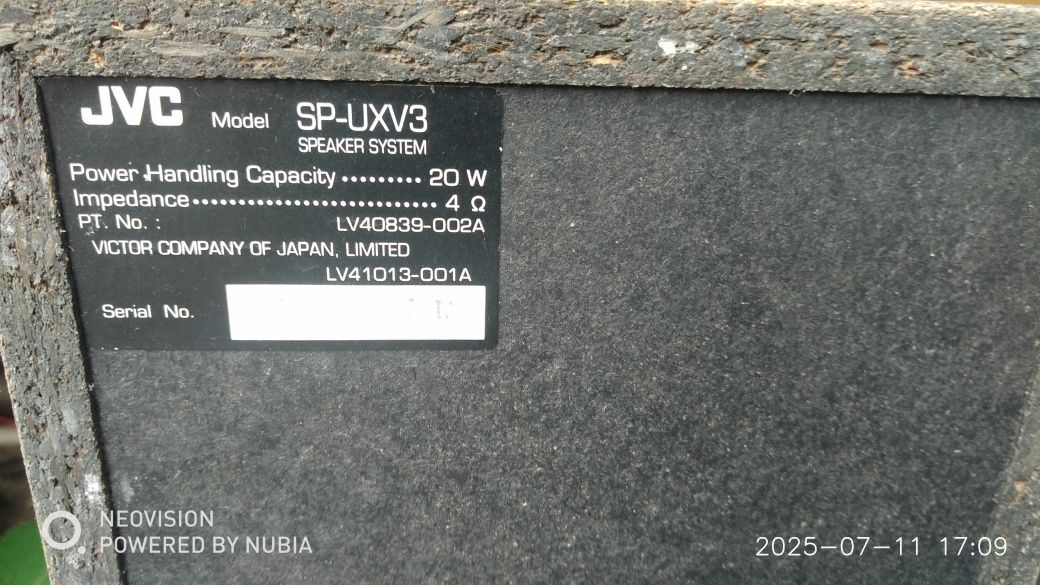 JVC Model SP-UXV3
SPEAKER SYSTEM
Power Handling Capacity ········· 20 W
Impedance ··························· 4 Ω
PT. No. : LV40839-002A
VICTOR COMPANY OF JAPAN, LIMITED
LV41013-001A
Serial No.
NEOVISION
POWERED BY NUBIA
2025-07-11 17:09